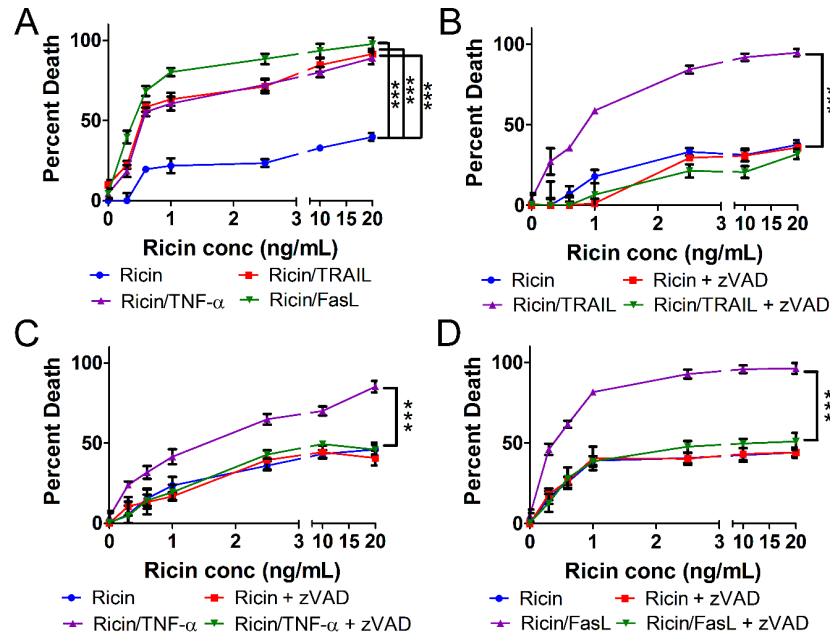 A
Percent Death
100
50
0
0 1 2 3 10 15 20
Ricin conc (ng/mL)
***
***
***
Ricin Ricin/TRAIL
Ricin/TNF-α Ricin/FasL
B
Percent Death
100
50
0
0 1 2 3 10 15 20
Ricin conc (ng/mL)
Ricin Ricin + zVAD
Ricin/TRAIL Ricin/TRAIL + zVAD
C
Percent Death
100
50
0
0 1 2 3 10 15 20
Ricin conc (ng/mL)
***
Ricin Ricin + zVAD
Ricin/TNF-α Ricin/TNF-α + zVAD
D
Percent Death
100
50
0
0 1 2 3 10 15 20
Ricin conc (ng/mL)
***
Ricin Ricin + zVAD
Ricin/FasL Ricin/FasL + zVAD